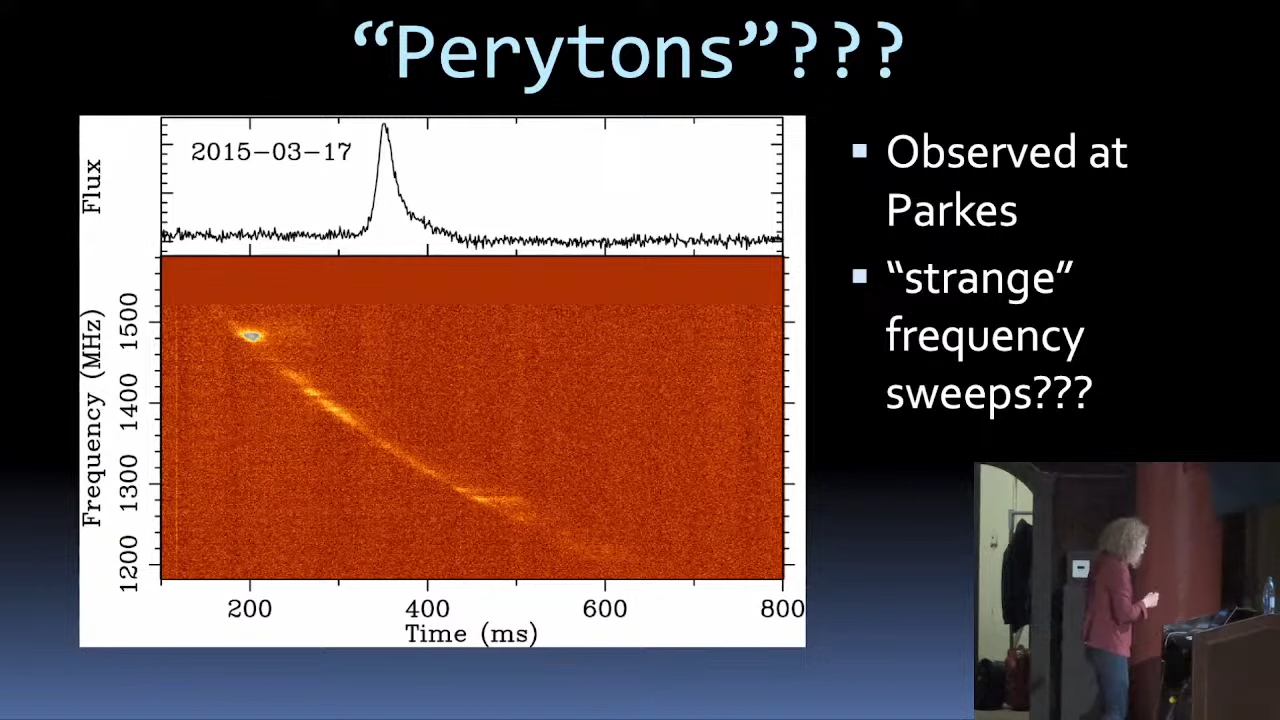 “Perytons”???
2015-03-17
Flux
Frequency (MHz)
1500
1400
1300
1200
200 400 600 800
Time (ms)
▪ Observed at
Parkes
▪ “strange”
frequency
sweeps???